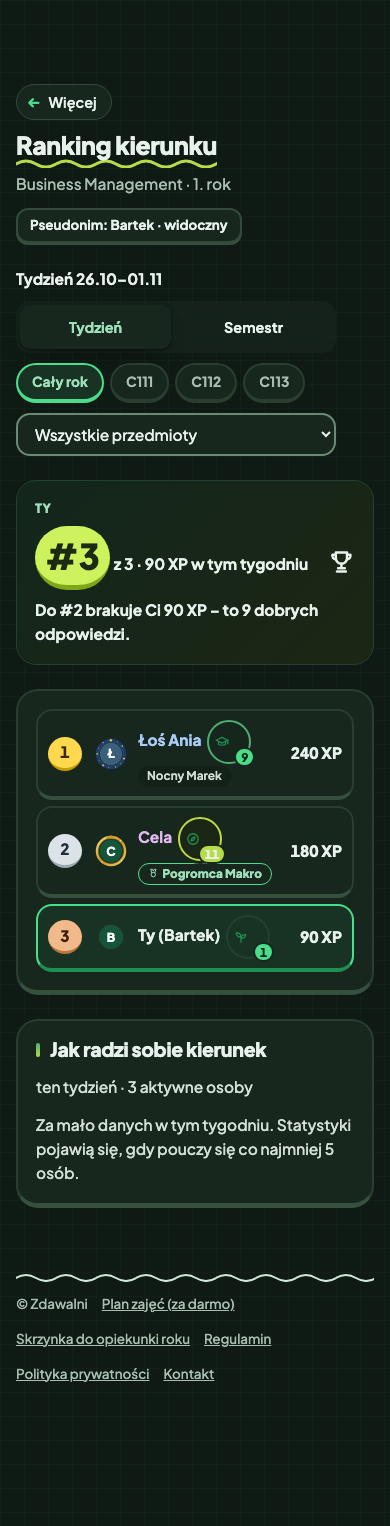 Więcej
Ranking kierunku
Business Management · 1. rok
Pseudonim: Bartek · widoczny
Tydzień 26.10–01.11
Tydzień Semestr
Cały rok C111 C112 C113
Wszystkie przedmioty
TY
#3 z 3 · 90 XP w tym tygodniu
Do #2 brakuje Ci 90 XP – to 9 dobrych
odpowiedzi.
1 Ł Łoś Ania 9 240 XP
Nocny Marek
2 C Cela 11 180 XP
Pogromca Makro
3 B Ty (Bartek) 1 90 XP
Jak radzi sobie kierunek
ten tydzień · 3 aktywne osoby
Za mało danych w tym tygodniu. Statystyki
pojawią się, gdy pouczy się co najmniej 5
osób.
© Zdawalni Plan zajęć (za darmo)
Skrzynka do opiekunki roku Regulamin
Polityka prywatności Kontakt